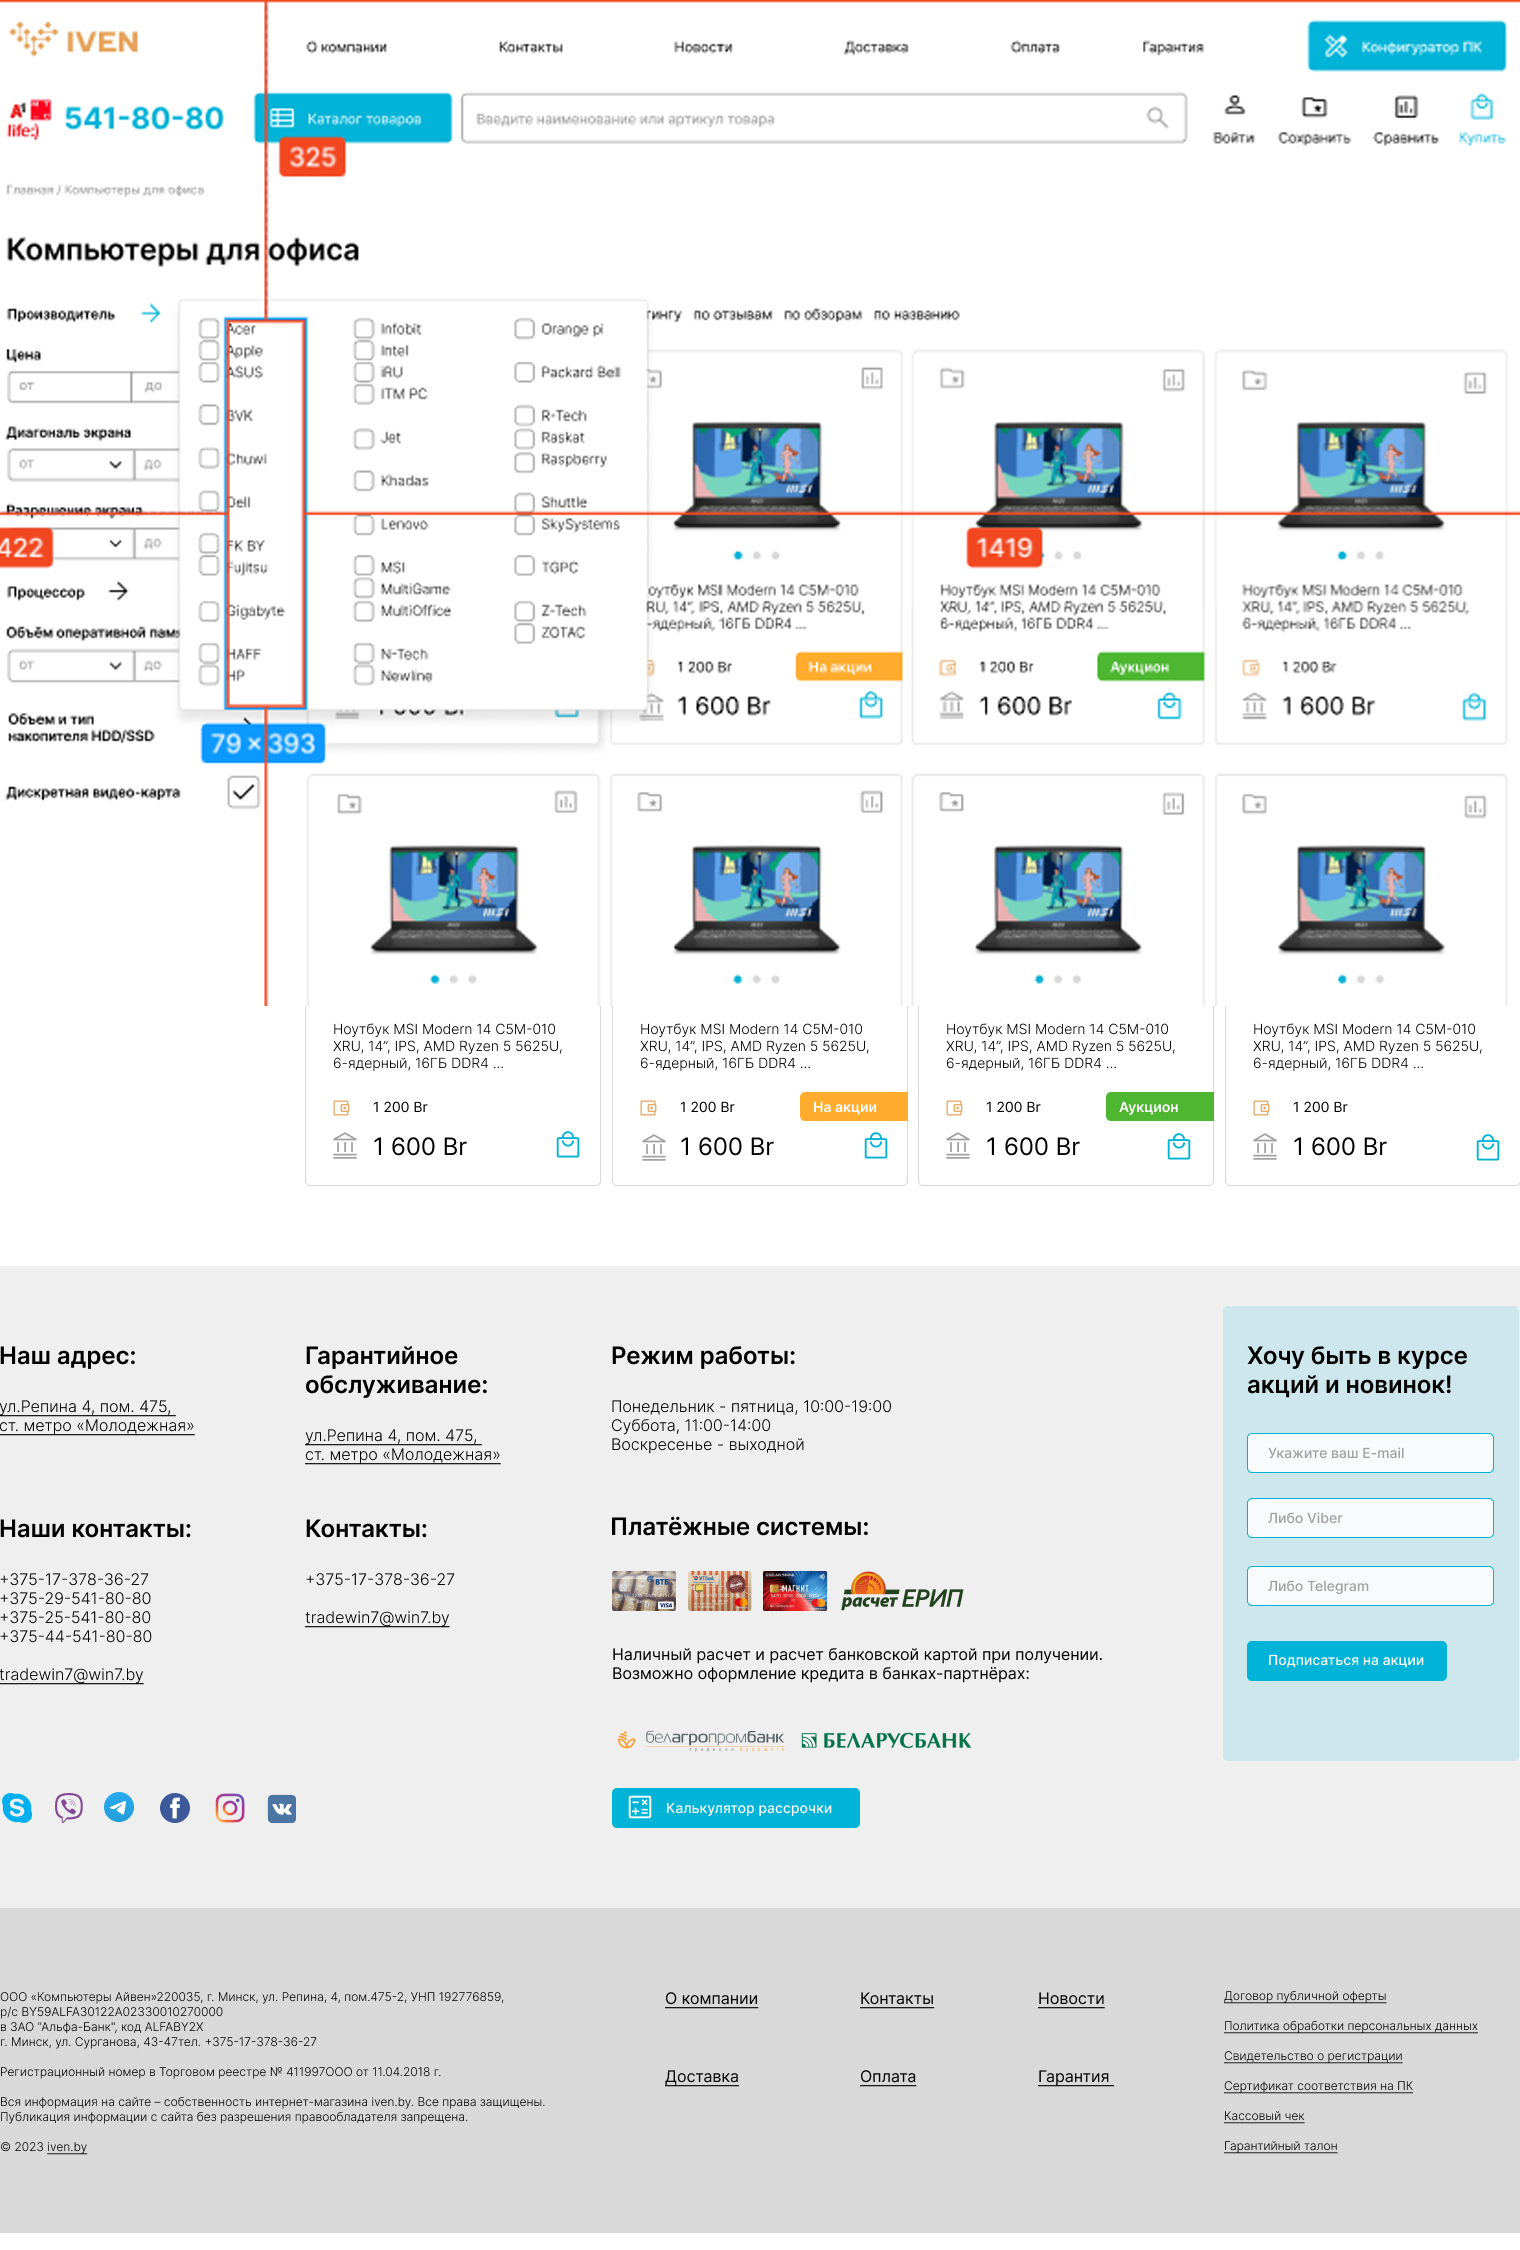 IVEN
О компании
Контакты
Новости
Доставка
Оплата
Гарантия
Конфигуратор ПК
A1
life:)
541-80-80
Каталог товаров
Введите наименование или артикул товара
Войти
Сохранить
Сравнить
Купить
325
Главная / Компьютеры для офиса
Компьютеры для офиса
Производитель
Цена
от
до
Диагональ экрана
от
до
Разрешение экрана
до
422
Процессор
Объём оперативной
от
до
Объем и тип
накопителя HDD/SSD
Дискретная видео-карта
Acer
Apple
ASUS
BVK
Chuwi
Dell
FK BY
Fujitsu
Gigabyte
HAFF
HP
Infobit
Intel
iRU
ITM PC
Jet
Khadas
Lenovo
MSI
MultiGame
MultiOffice
N-Tech
Newline
Orange pi
Packard Bell
R-Tech
Raskat
Raspberry
Shuttle
SkySystems
TGPC
Z-Tech
ZOTAC
79 × 393
1419
тингу по отзывам по обзорам по названию
msi
оутбук MSI Modern 14 C5M-010
RU, 14”, IPS, AMD Ryzen 5 5625U,
-ядерный, 16ГБ DDR4 ...
1 200 Br
На акции
1 600 Br
msi
Ноутбук MSI Modern 14 C5M-010
XRU, 14”, IPS, AMD Ryzen 5 5625U,
6-ядерный, 16ГБ DDR4 ...
1 200 Br
Аукцион
1 600 Br
msi
Ноутбук MSI Modern 14 C5M-010
XRU, 14”, IPS, AMD Ryzen 5 5625U,
6-ядерный, 16ГБ DDR4 ...
1 200 Br
1 600 Br
msi
Ноутбук MSI Modern 14 C5M-010
XRU, 14”, IPS, AMD Ryzen 5 5625U,
6-ядерный, 16ГБ DDR4 ...
1 200 Br
1 600 Br
msi
Ноутбук MSI Modern 14 C5M-010
XRU, 14”, IPS, AMD Ryzen 5 5625U,
6-ядерный, 16ГБ DDR4 ...
1 200 Br
На акции
1 600 Br
msi
Ноутбук MSI Modern 14 C5M-010
XRU, 14”, IPS, AMD Ryzen 5 5625U,
6-ядерный, 16ГБ DDR4 ...
1 200 Br
Аукцион
1 600 Br
msi
Ноутбук MSI Modern 14 C5M-010
XRU, 14”, IPS, AMD Ryzen 5 5625U,
6-ядерный, 16ГБ DDR4 ...
1 200 Br
1 600 Br
Наш адрес:
ул.Репина 4, пом. 475,
ст. метро «Молодежная»
Гарантийное
обслуживание:
ул.Репина 4, пом. 475,
ст. метро «Молодежная»
Режим работы:
Понедельник - пятница, 10:00-19:00
Суббота, 11:00-14:00
Воскресенье - выходной
Хочу быть в курсе
акций и новинок!
Укажите ваш E-mail
Либо Viber
Либо Telegram
Подписаться на акции
Наши контакты:
+375-17-378-36-27
+375-29-541-80-80
+375-25-541-80-80
+375-44-541-80-80
tradewin7@win7.by
Контакты:
+375-17-378-36-27
tradewin7@win7.by
Платёжные системы:
ВТБ
VISA
МАГНИТ
расчет ЕРИП
Наличный расчет и расчет банковской картой при получении.
Возможно оформление кредита в банках-партнёрах:
белагропромбанк
БЕЛАРУСБАНК
Калькулятор рассрочки
ООО «Компьютеры Айвен»220035, г. Минск, ул. Репина, 4, пом.475-2, УНП 192776859,
р/с BY59ALFA30122A02330010270000
в ЗАО "Альфа-Банк", код ALFABY2X
г. Минск, ул. Сурганова, 43-47тел. +375-17-378-36-27
Регистрационный номер в Торговом реестре № 411997ООО от 11.04.2018 г.
Вся информация на сайте – собственность интернет-магазина iven.by. Все права защищены.
Публикация информации с сайта без разрешения правообладателя запрещена.
© 2023 iven.by
О компании
Контакты
Новости
Доставка
Оплата
Гарантия
Договор публичной оферты
Политика обработки персональных данных
Свидетельство о регистрации
Сертификат соответствия на ПК
Кассовый чек
Гарантийный талон